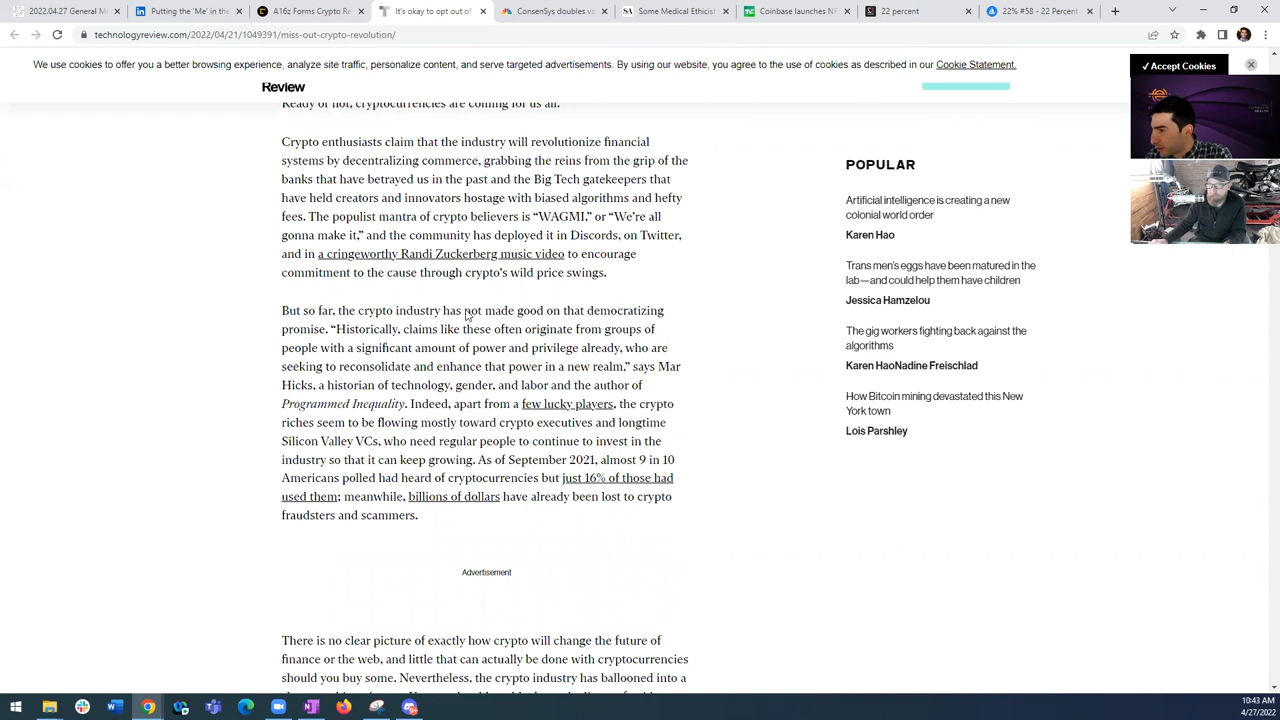 2022.04.27 General M
Putting the 'Me' in the
A16z Forms Crypto Re
It's okay to opt out of
ConsenSys doubles va
Some Medical Ethicist
Coinbase launches NF
22 percent
22% #58 - 22 Percent
technologyreview.com/2022/04/21/1049391/miss-out-crypto-revolution/
We use cookies to offer you a better browsing experience, analyze site traffic, personalize content, and serve targeted advertisements. By using our website, you agree to the use of cookies as described in our Cookie Statement.
✓ Accept Cookies
Review
Ready or not, cryptocurrencies are coming for us all.
Crypto enthusiasts claim that the industry will revolutionize financial
systems by decentralizing commerce, grabbing the reins from the grip of the
banks that have betrayed us in the past and the Big Tech gatekeepers that
have held creators and innovators hostage with biased algorithms and hefty
fees. The populist mantra of crypto believers is “WAGMI,” or “We’re all
gonna make it,” and the community has deployed it in Discords, on Twitter,
and in a cringeworthy Randi Zuckerberg music video to encourage
commitment to the cause through crypto’s wild price swings.
But so far, the crypto industry has not made good on that democratizing
promise. “Historically, claims like these often originate from groups of
people with a significant amount of power and privilege already, who are
seeking to reconsolidate and enhance that power in a new realm,” says Mar
Hicks, a historian of technology, gender, and labor and the author of
Programmed Inequality. Indeed, apart from a few lucky players, the crypto
riches seem to be flowing mostly toward crypto executives and longtime
Silicon Valley VCs, who need regular people to continue to invest in the
industry so that it can keep growing. As of September 2021, almost 9 in 10
Americans polled had heard of cryptocurrencies but just 16% of those had
used them; meanwhile, billions of dollars have already been lost to crypto
fraudsters and scammers.
Advertisement
There is no clear picture of exactly how crypto will change the future of
finance or the web, and little that can actually be done with cryptocurrencies
should you buy some. Nevertheless, the crypto industry has ballooned into a
POPULAR
Artificial intelligence is creating a new
colonial world order
Karen Hao
Trans men’s eggs have been matured in the
lab—and could help them have children
Jessica Hamzelou
The gig workers fighting back against the
algorithms
Karen HaoNadine Freischlad
How Bitcoin mining devastated this New
York town
Lois Parshley
10:43 AM
4/27/2022